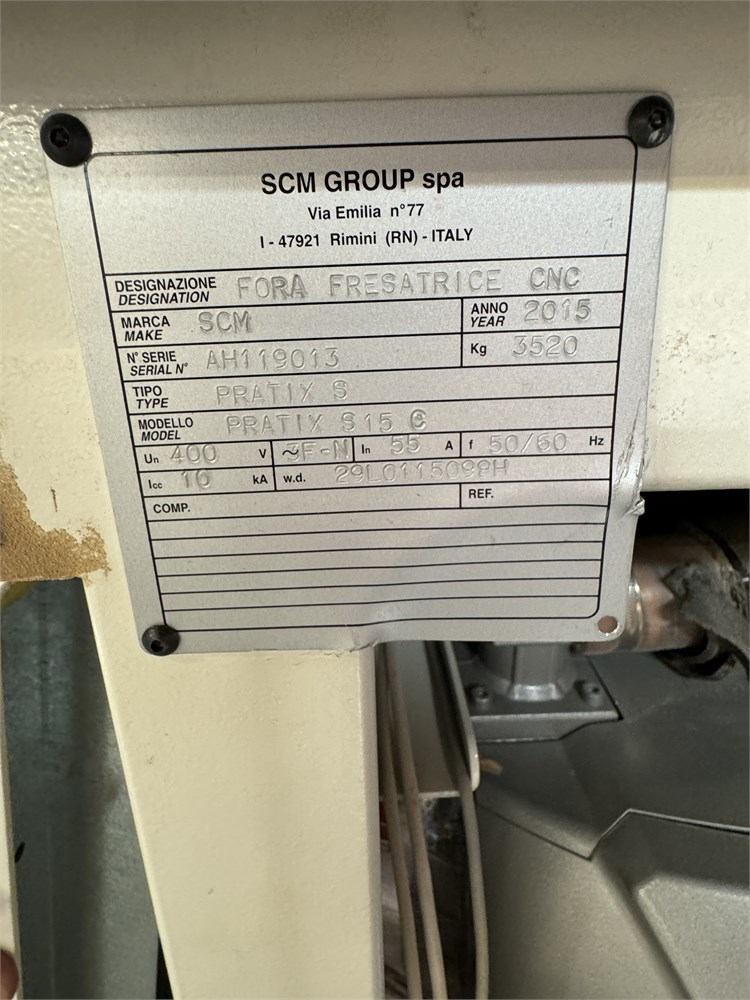 SCM GROUP spa
Via Emilia n°77
I - 47921 Rimini (RN) - ITALY
DESIGNAZIONE FORA FRESATRICE CNC
DESIGNATION
MARCA SCM ANNO 2015
MAKE YEAR
N° SERIE AH119013 Kg 3520
SERIAL N°
TIPO PRATIX S
TYPE
MODELLO PRATIX S15 C
MODEL
Un 400 V ~3F-N In 55 A f 50/60 Hz
Icc 10 kA w.d. 29L0115098H
COMP. REF.